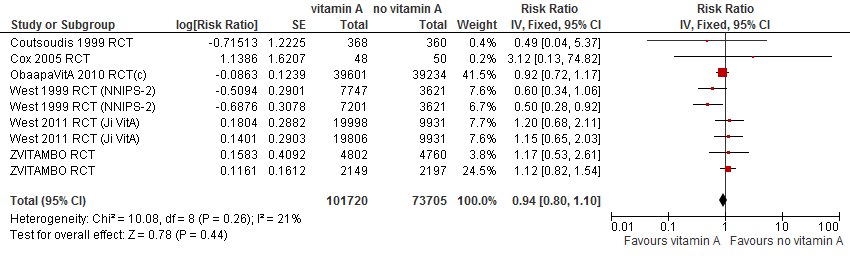 vitamin A no vitamin A Risk Ratio Risk Ratio
Study or Subgroup log[Risk Ratio] SE Total Total Weight IV, Fixed, 95% CI IV, Fixed, 95% CI
Coutsoudis 1999 RCT -0.71513 1.2225 368 360 0.4% 0.49 [0.04, 5.37]
Cox 2005 RCT 1.1386 1.6207 48 50 0.2% 3.12 [0.13, 74.82]
ObaapaVitA 2010 RCT(c) -0.0863 0.1239 39601 39234 41.5% 0.92 [0.72, 1.17]
West 1999 RCT (NNIPS-2) -0.5094 0.2901 7747 3621 7.6% 0.60 [0.34, 1.06]
West 1999 RCT (NNIPS-2) -0.6876 0.3078 7201 3621 6.7% 0.50 [0.28, 0.92]
West 2011 RCT (Ji VitA) 0.1804 0.2882 19998 9931 7.7% 1.20 [0.68, 2.11]
West 2011 RCT (Ji VitA) 0.1401 0.2903 19806 9931 7.6% 1.15 [0.65, 2.03]
ZVITAMBO RCT 0.1583 0.4092 4802 4760 3.8% 1.17 [0.53, 2.61]
ZVITAMBO RCT 0.1161 0.1612 2149 2197 24.5% 1.12 [0.82, 1.54]
Total (95% CI) 101720 73705 100.0% 0.94 [0.80, 1.10]
Heterogeneity: Chi² = 10.08, df = 8 (P = 0.26); I² = 21%
Test for overall effect: Z = 0.78 (P = 0.44)
0.01 0.1 1 10 100
Favours vitamin A Favours no vitamin A